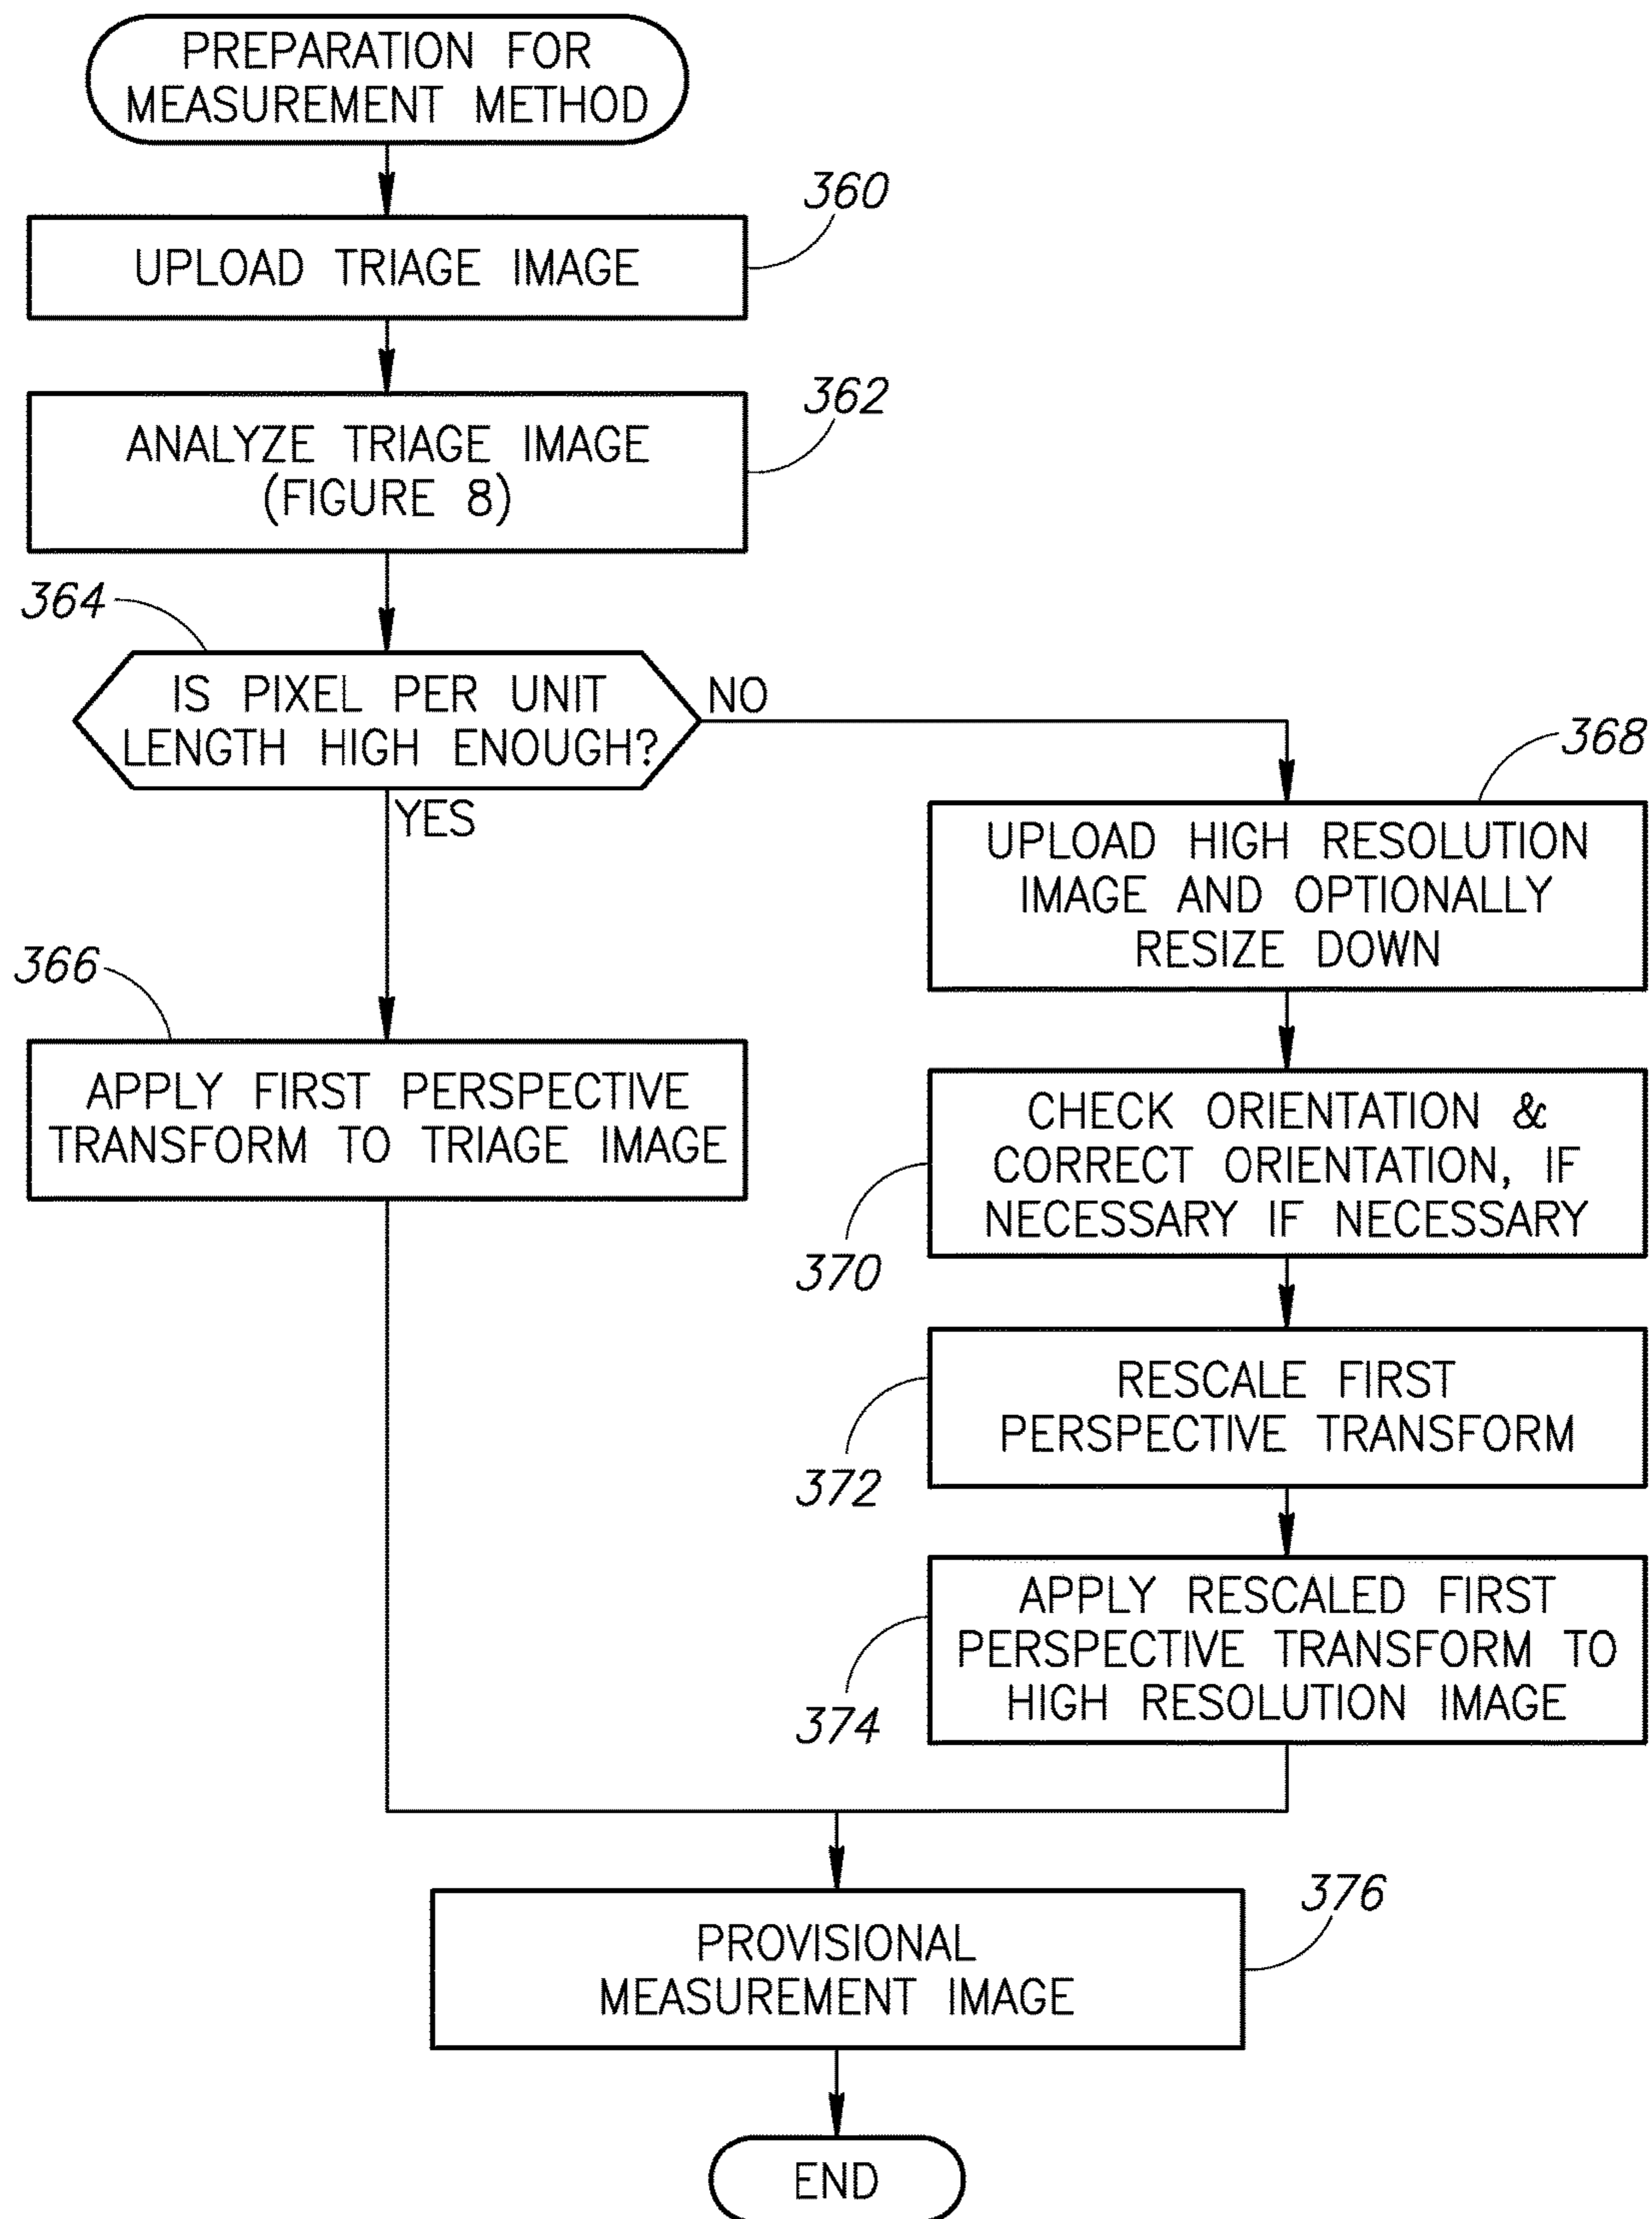 PREPARATION FOR
MEASUREMENT METHOD
360
UPLOAD TRIAGE IMAGE
362
ANALYZE TRIAGE IMAGE
(FIGURE 8)
364
IS PIXEL PER UNIT
LENGTH HIGH ENOUGH?
NO
YES
368
UPLOAD HIGH RESOLUTION
IMAGE AND OPTIONALLY
RESIZE DOWN
366
APPLY FIRST PERSPECTIVE
TRANSFORM TO TRIAGE IMAGE
CHECK ORIENTATION &
CORRECT ORIENTATION, IF
NECESSARY IF NECESSARY
370
RESCALE FIRST
PERSPECTIVE TRANSFORM
372
APPLY RESCALED FIRST
PERSPECTIVE TRANSFORM TO
HIGH RESOLUTION IMAGE
374
376
PROVISIONAL
MEASUREMENT IMAGE
END